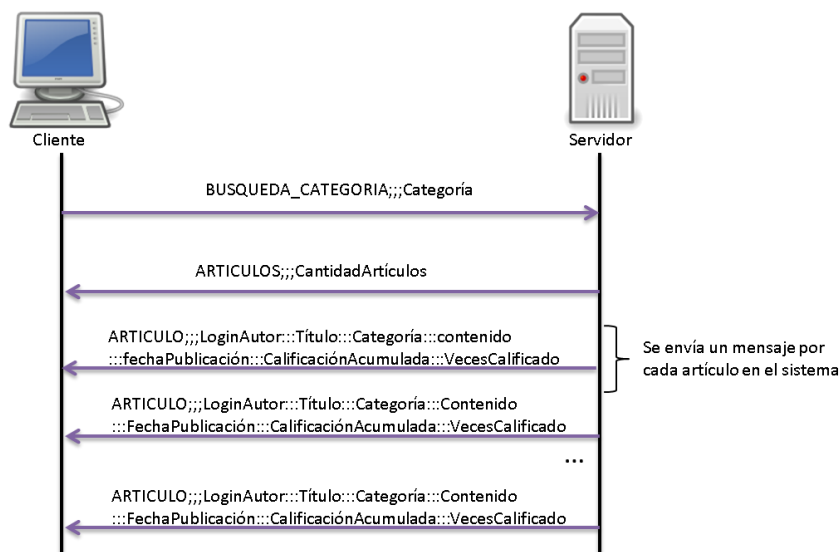 Cliente
Servidor
BUSQUEDA_CATEGORIA;;;Categoría
ARTICULOS;;;CantidadArtículos
ARTICULO;;;LoginAutor:::Título:::Categoría:::contenido
:::fechaPublicación:::CalificaciónAcumulada:::VecesCalificado
Se envía un mensaje por
cada artículo en el sistema
ARTICULO;;;LoginAutor:::Título:::Categoría:::Contenido
:::FechaPublicación:::CalificaciónAcumulada:::VecesCalificado
...
ARTICULO;;;LoginAutor:::Título:::Categoría:::Contenido
:::FechaPublicación:::CalificaciónAcumulada:::VecesCalificado